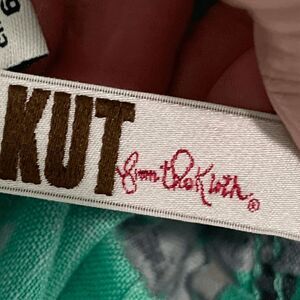 KUT from the Kloth ®